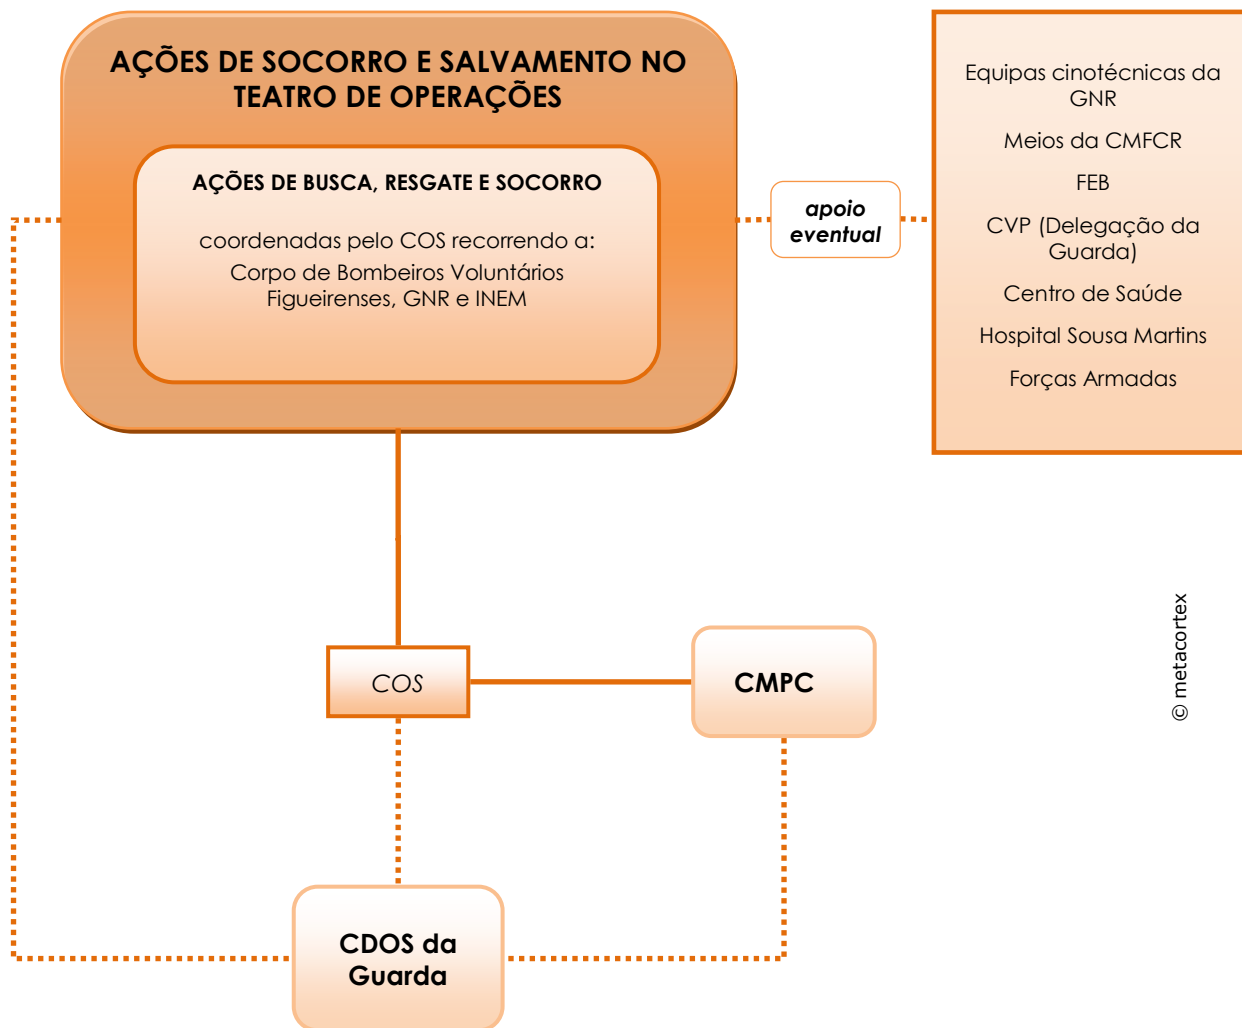 AÇÕES DE SOCORRO E SALVAMENTO NO
TEATRO DE OPERAÇÕES
AÇÕES DE BUSCA, RESGATE E SOCORRO
coordenadas pelo COS recorrendo a:
Corpo de Bombeiros Voluntários
Figueirenses, GNR e INEM
apoio
eventual
Equipas cinotécnicas da
GNR
Meios da CMFCR
FEB
CVP (Delegação da
Guarda)
Centro de Saúde
Hospital Sousa Martins
Forças Armadas
COS
CMPC
CDOS da
Guarda
© metacortex